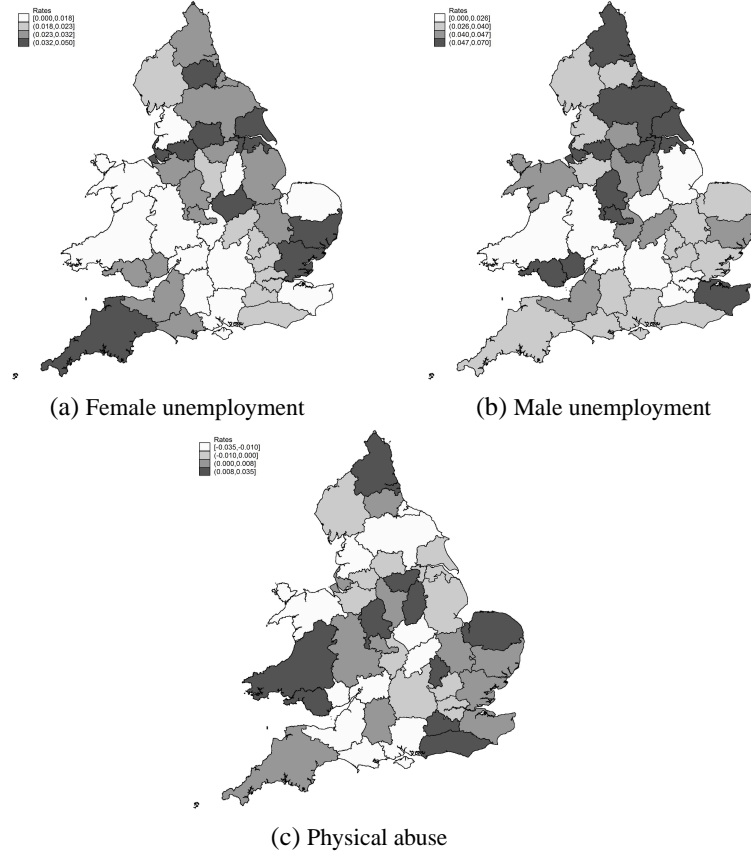 Rates
[0.000,0.018]
(0.018,0.023]
(0.023,0.032]
(0.032,0.050]
Rates
[0.000,0.026]
(0.026,0.040]
(0.040,0.047]
(0.047,0.070]
(a) Female unemployment
(b) Male unemployment
Rates
[-0.035,-0.010]
(-0.010,0.000]
(0.000,0.008]
(0.008,0.035]
(c) Physical abuse